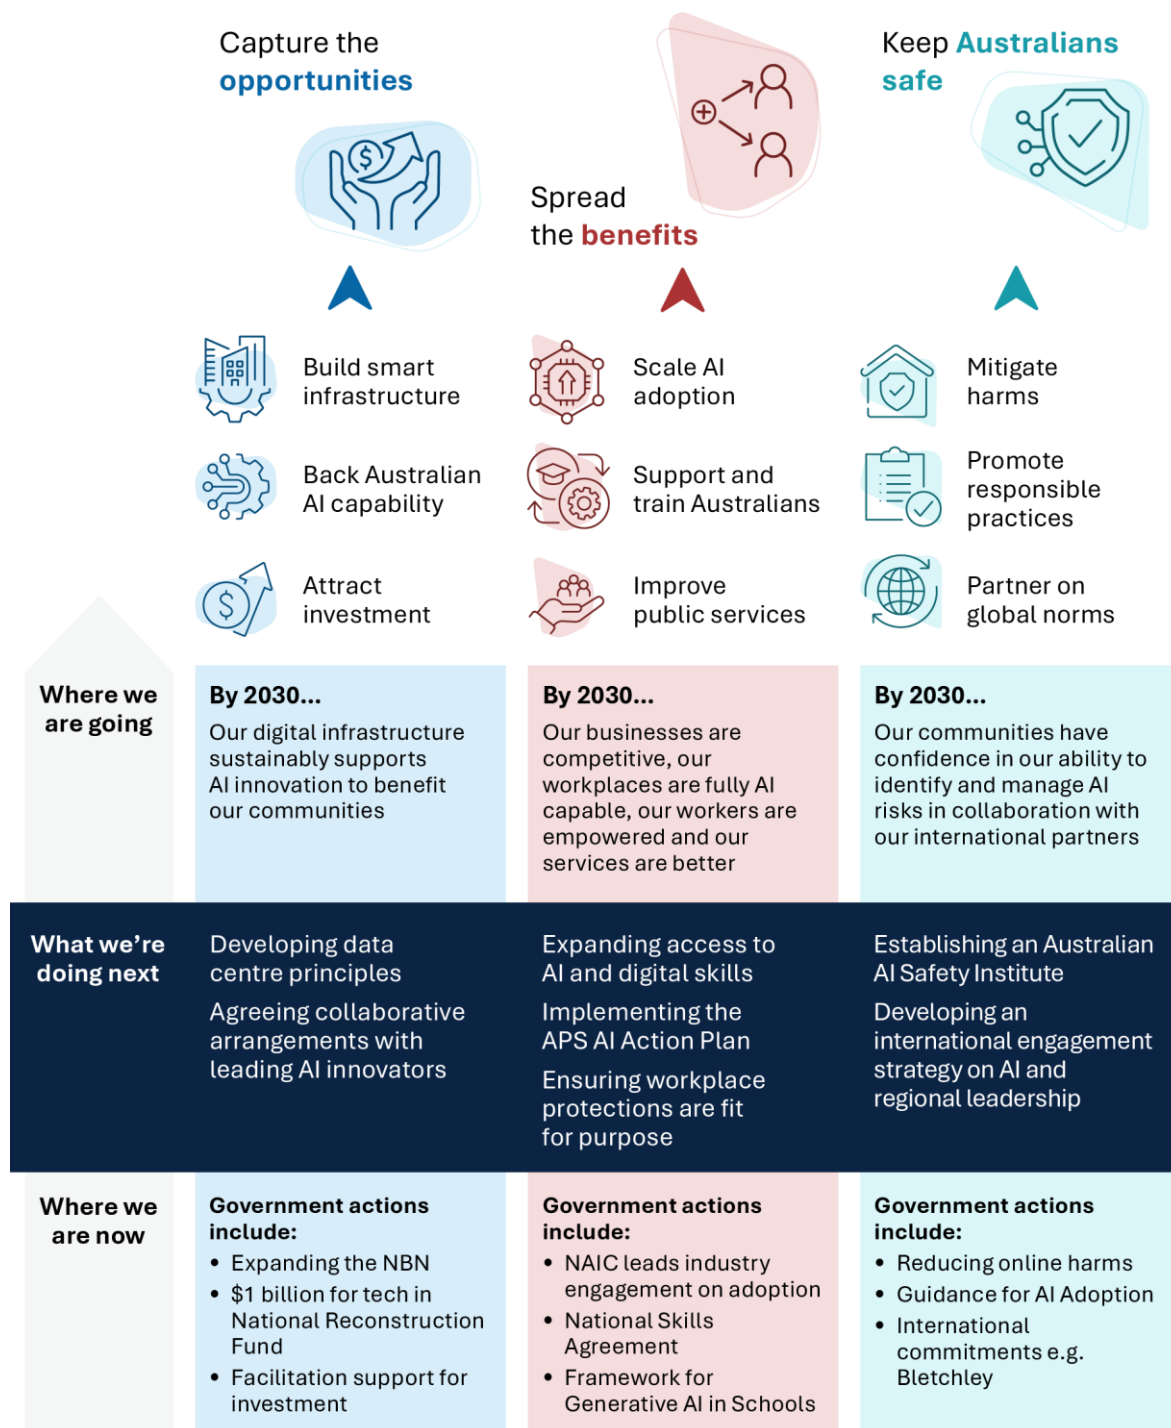 Capture the
opportunities
Spread
the benefits
Keep Australians
safe
Build smart
infrastructure
Back Australian
AI capability
Attract
investment
Scale AI
adoption
Support and
train Australians
Improve
public services
Mitigate
harms
Promote
responsible
practices
Partner on
global norms
Where we
are going
By 2030...
Our digital infrastructure
sustainably supports
AI innovation to benefit
our communities
By 2030...
Our businesses are
competitive, our
workplaces are fully AI
capable, our workers are
empowered and our
services are better
By 2030...
Our communities have
confidence in our ability to
identify and manage AI
risks in collaboration with
our international partners
What we’re
doing next
Developing data
centre principles
Agreeing collaborative
arrangements with
leading AI innovators
Expanding access to
AI and digital skills
Implementing the
APS AI Action Plan
Ensuring workplace
protections are fit
for purpose
Establishing an Australian
AI Safety Institute
Developing an
international engagement
strategy on AI and
regional leadership
Where we
are now
Government actions
include:
• Expanding the NBN
• $1 billion for tech in
National Reconstruction
Fund
• Facilitation support for
investment
Government actions
include:
• NAIC leads industry
engagement on adoption
• National Skills
Agreement
• Framework for
Generative AI in Schools
Government actions
include:
• Reducing online harms
• Guidance for AI Adoption
• International
commitments e.g.
Bletchley